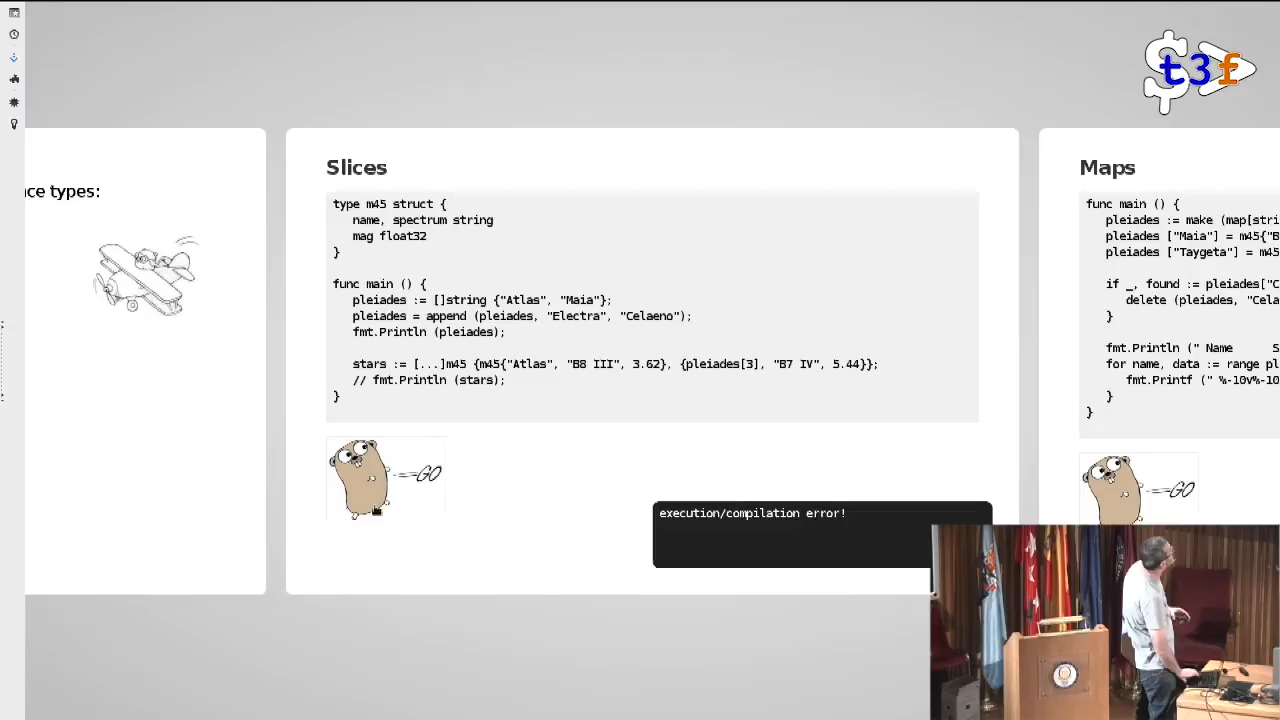 t3f
nce types:
Slices
type m45 struct {
name, spectrum string
mag float32
}
func main () {
pleiades := []string {"Atlas", "Maia"};
pleiades = append (pleiades, "Electra", "Celaeno");
fmt.Println (pleiades);
stars := [...]m45 {m45{"Atlas", "B8 III", 3.62}, {pleiades[3], "B7 IV", 5.44}};
// fmt.Println (stars);
}
GO
execution/compilation error!
Maps
func main () {
pleiades := make (map[stri
pleiades ["Maia"] = m45{"B
pleiades ["Taygeta"] = m45
if _, found := pleiades["C
delete (pleiades, "Cela
}
fmt.Println (" Name S
for name, data := range pl
fmt.Printf (" %-10v%-10
}
}
GO